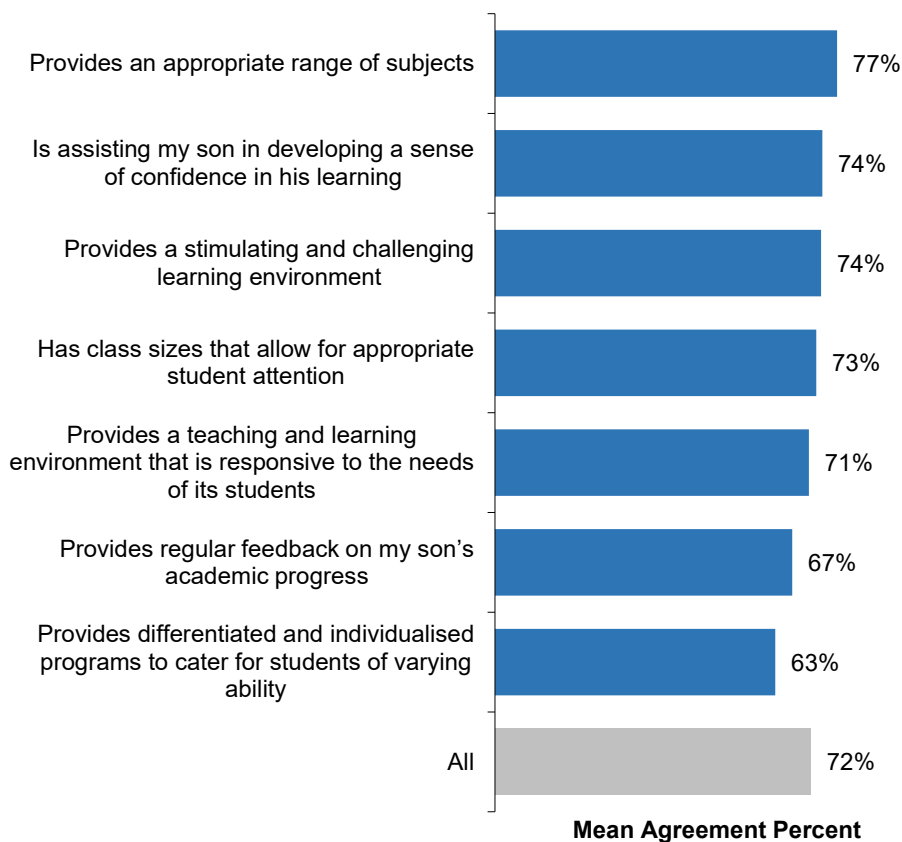 Provides an appropriate range of subjects
77%
Is assisting my son in developing a sense
of confidence in his learning
74%
Provides a stimulating and challenging
learning environment
74%
Has class sizes that allow for appropriate
student attention
73%
Provides a teaching and learning
environment that is responsive to the needs
of its students
71%
Provides regular feedback on my son’s
academic progress
67%
Provides differentiated and individualised
programs to cater for students of varying
ability
63%
All
72%
Mean Agreement Percent